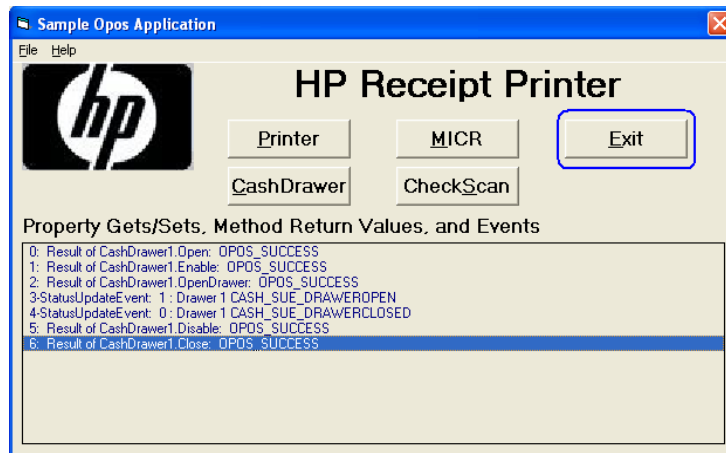 Sample Opos Application
File Help
hp
HP Receipt Printer
Printer
MICR
Exit
CashDrawer
CheckScan
Property Gets/Sets, Method Return Values, and Events
0: Result of CashDrawer1.Open: OPOS_SUCCESS
1: Result of CashDrawer1.Enable: OPOS_SUCCESS
2: Result of CashDrawer1.OpenDrawer: OPOS_SUCCESS
3-StatusUpdateEvent: 1 : Drawer 1 CASH_SUE_DRAWEROPEN
4-StatusUpdateEvent: 0 : Drawer 1 CASH_SUE_DRAWERCLOSED
5: Result of CashDrawer1.Disable: OPOS_SUCCESS
6: Result of CashDrawer1.Close: OPOS_SUCCESS